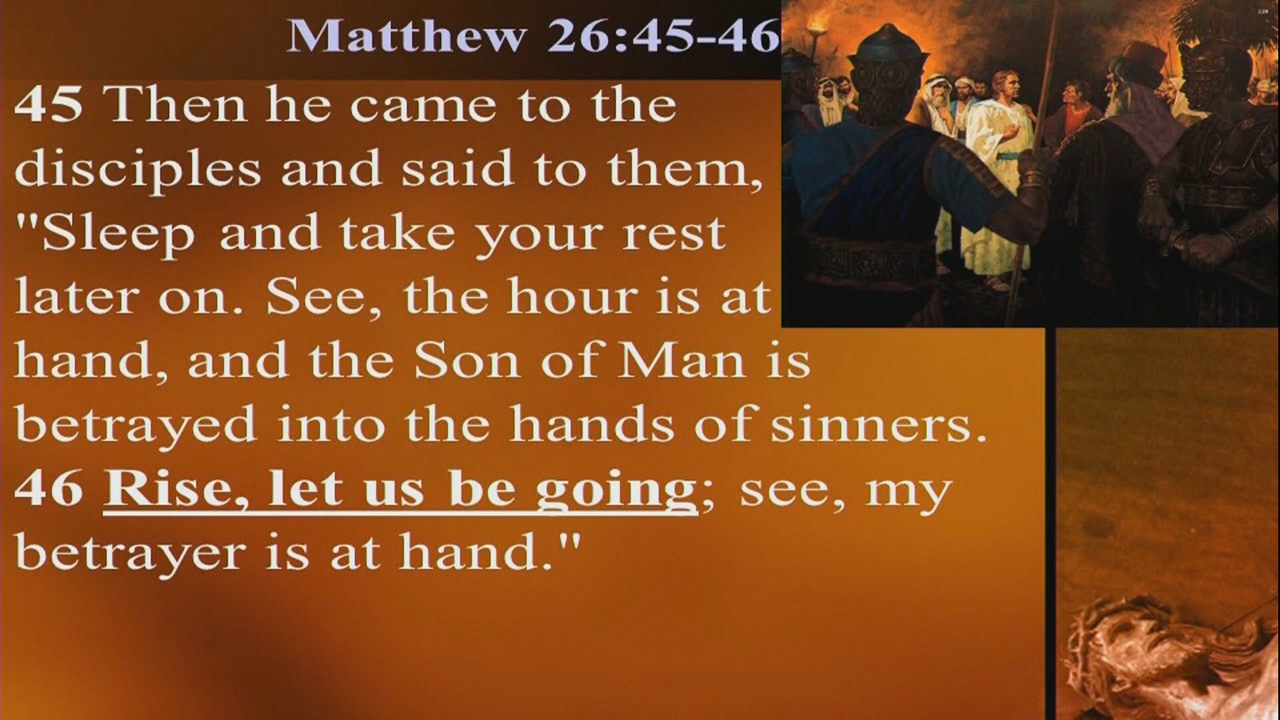 Matthew 26:45-46
45 Then he came to the
disciples and said to them,
"Sleep and take your rest
later on. See, the hour is at
hand, and the Son of Man is
betrayed into the hands of sinners.
46 Rise, let us be going; see, my
betrayer is at hand."